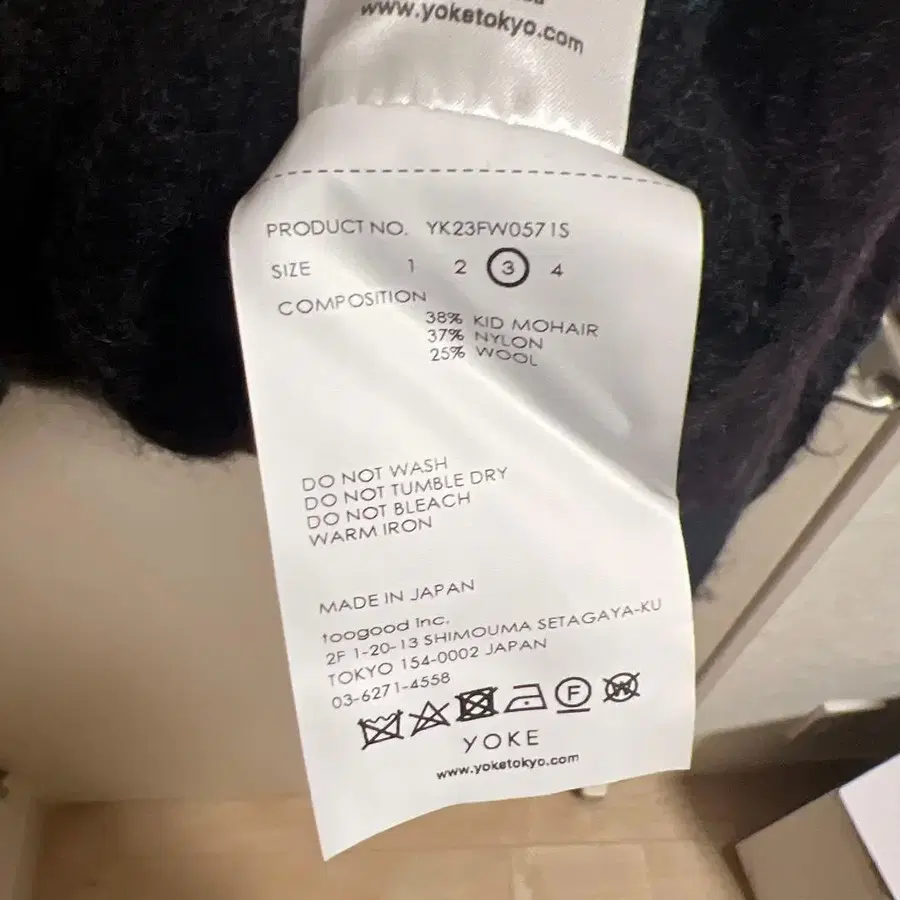 www.yoketokyo.com
PRODUCT NO. YK23FW0571S
SIZE 1 2 3 4
COMPOSITION
38% KID MOHAIR
37% NYLON
25% WOOL
DO NOT WASH
DO NOT TUMBLE DRY
DO NOT BLEACH
WARM IRON
MADE IN JAPAN
toogood Inc.
2F 1-20-13 SHIMOUMA SETAGAYA-KU
TOKYO 154-0002 JAPAN
03-6271-4558
F W
YOKE
www.yoketokyo.com